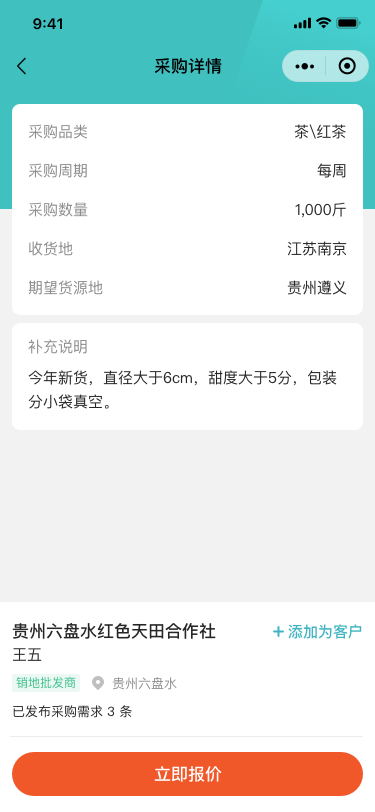 9:41
采购详情
采购品类 茶\红茶
采购周期 每周
采购数量 1,000斤
收货地 江苏南京
期望货源地 贵州遵义
补充说明
今年新货，直径大于6cm，甜度大于5分，包装
分小袋真空。
贵州六盘水红色天田合作社 + 添加为客户
王五
销地批发商 贵州六盘水
已发布采购需求 3 条
立即报价